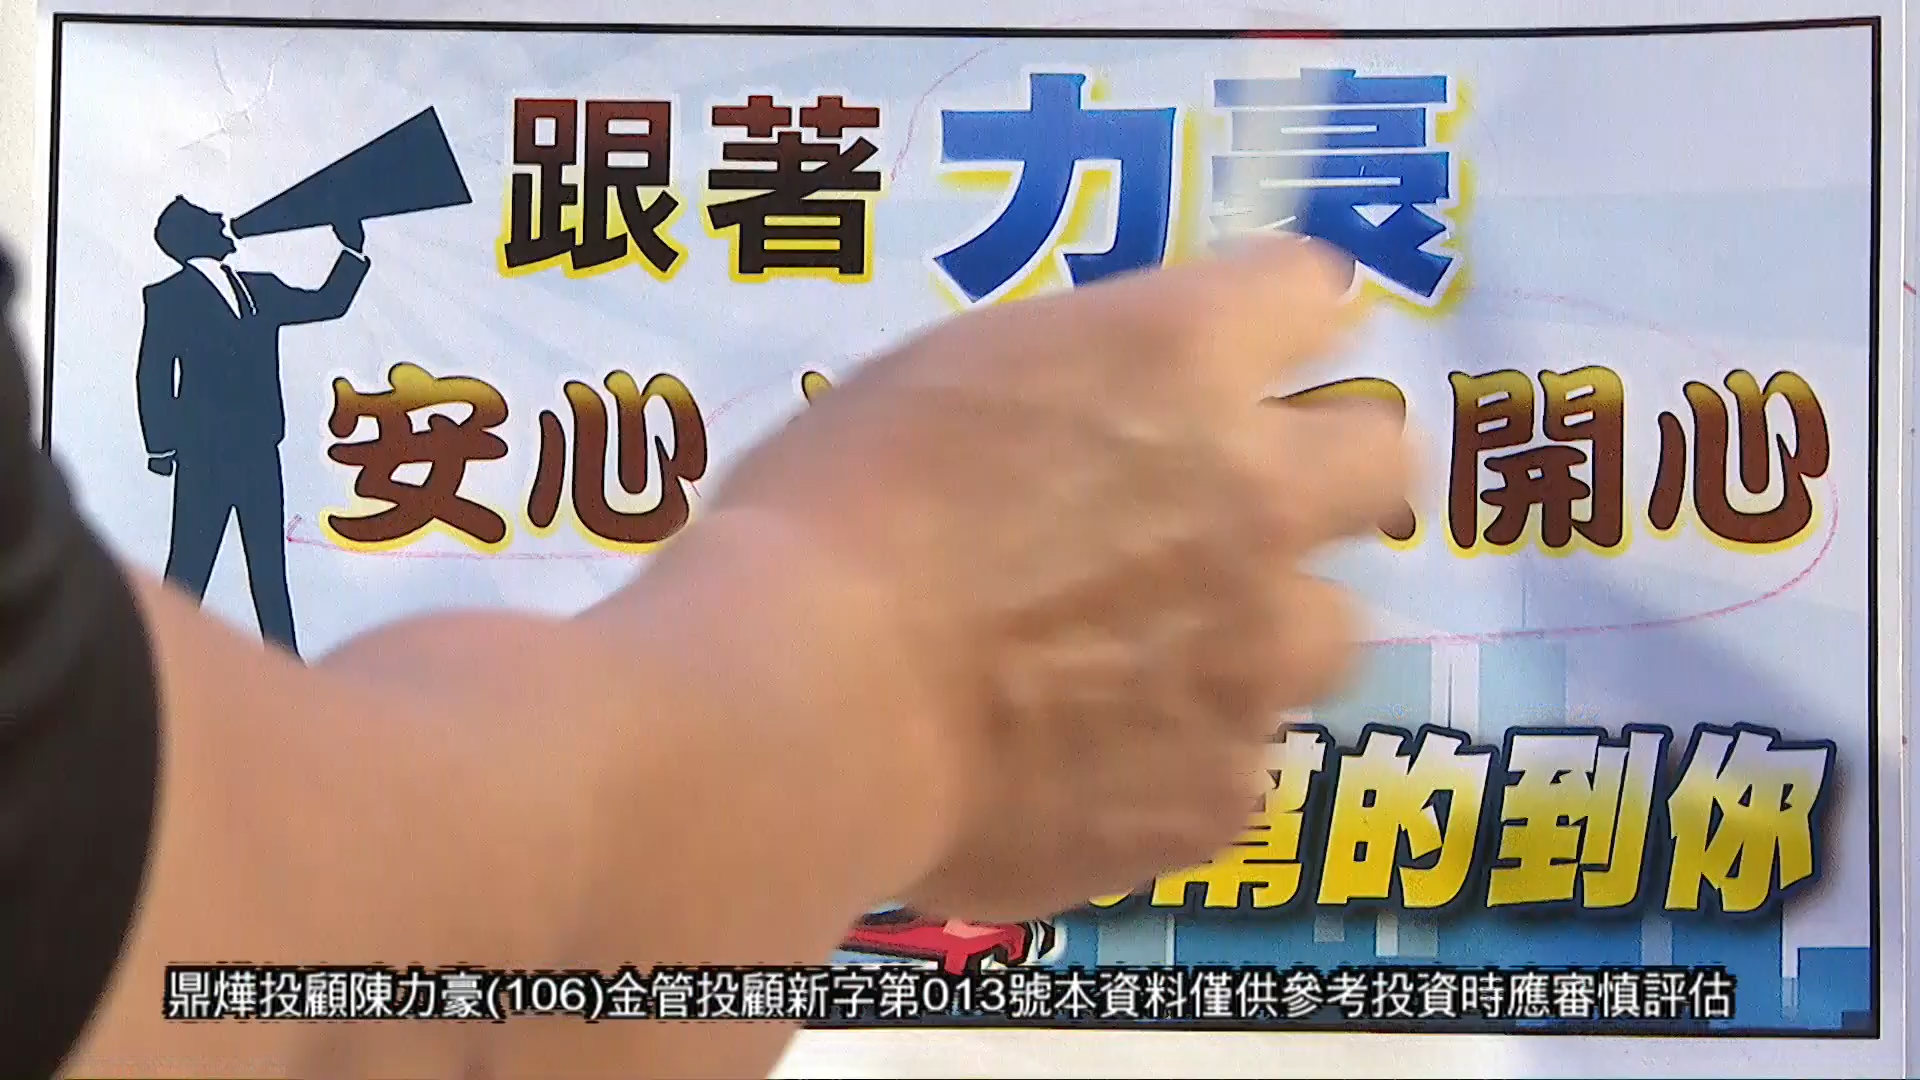 跟著力豪
安心 開心
幫的到你
鼎燁投顧陳力豪(106)金管投顧新字第013號本資料僅供參考投資時應審慎評估